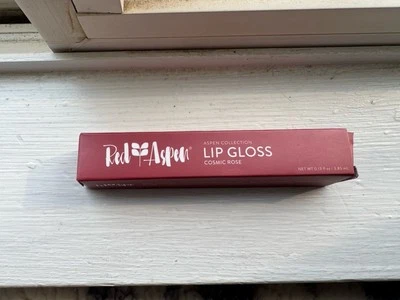 Red Aspen®
ASPEN COLLECTION
LIP GLOSS
COSMIC ROSE